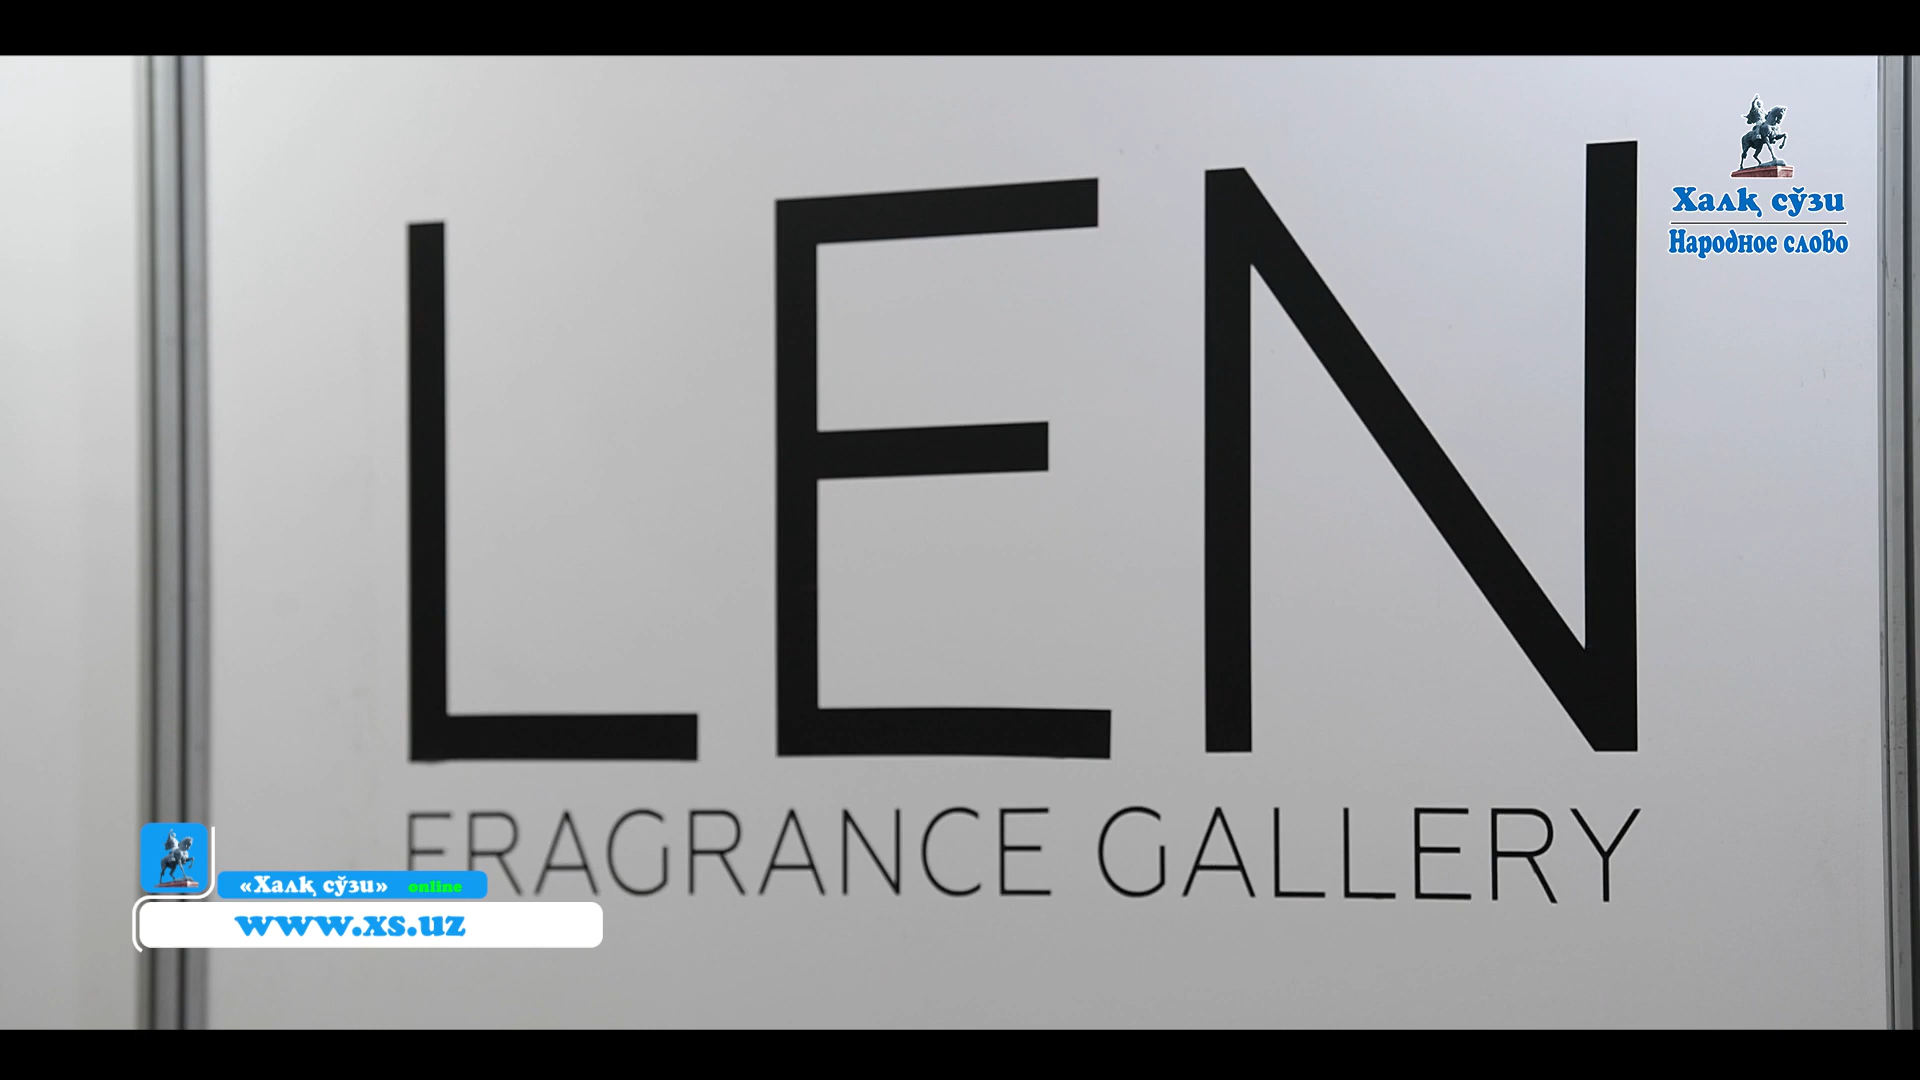 Халқ сўзи
Народное слово
LEN
FRAGRANCE GALLERY
«Халқ сўзи» online
www.xs.uz